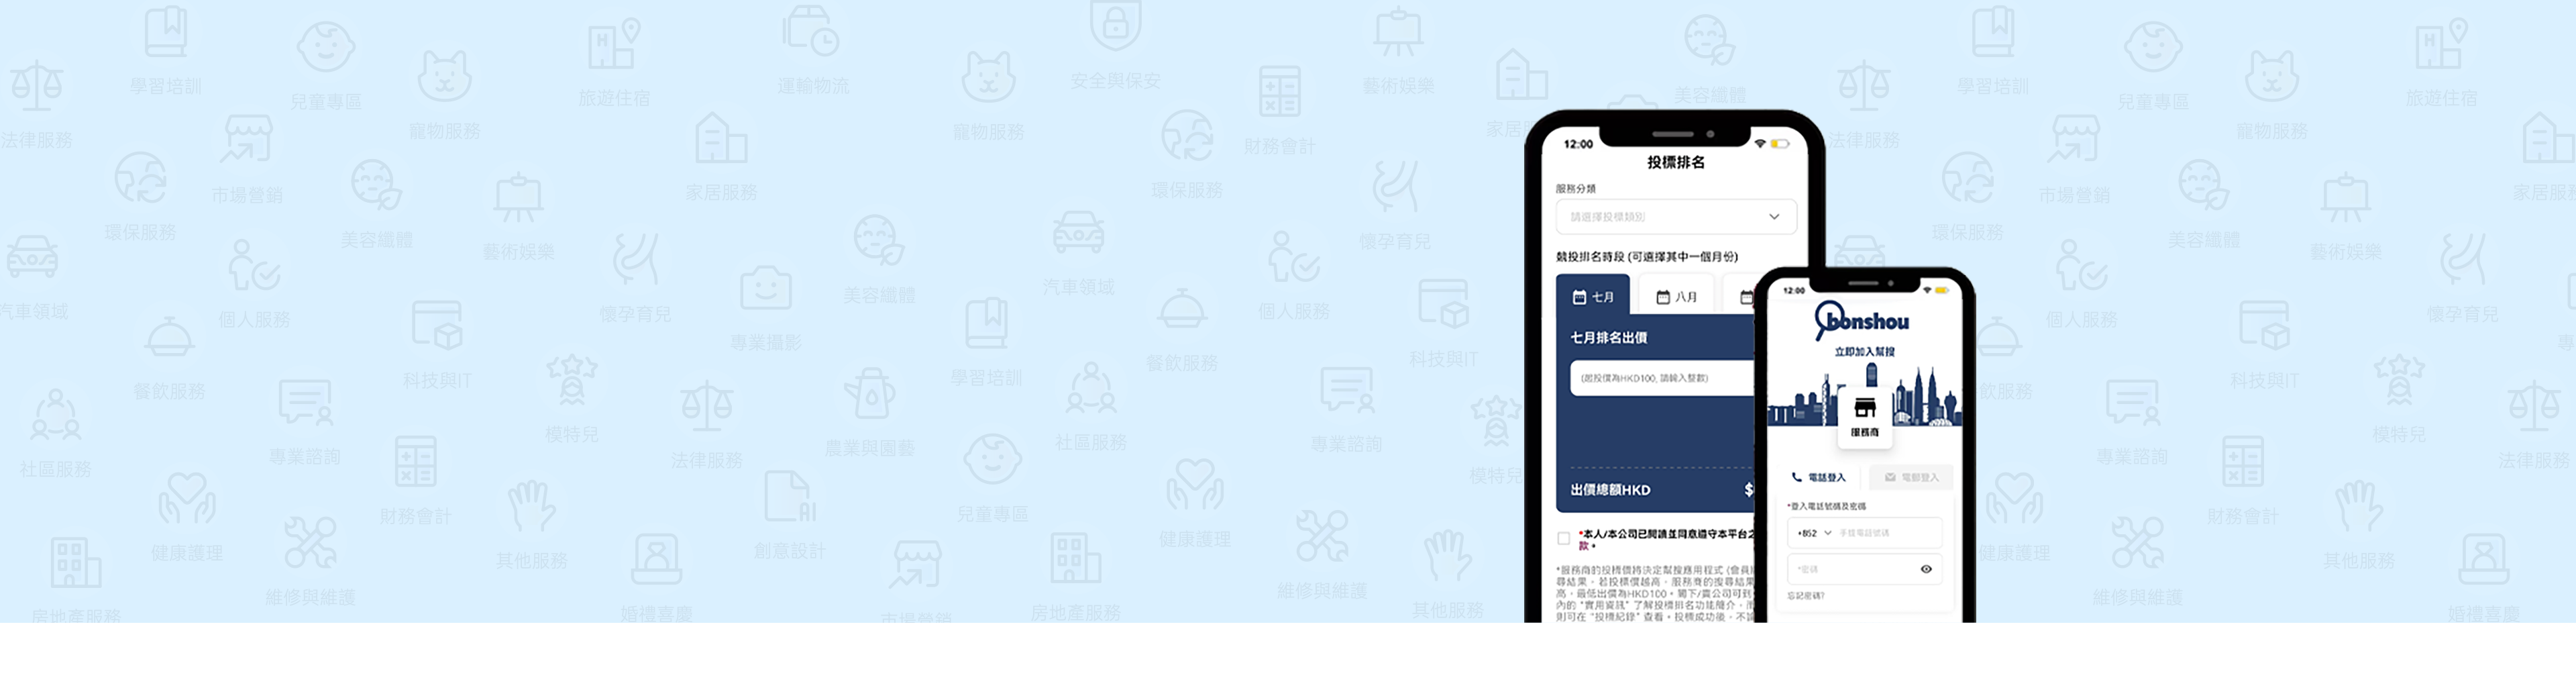 學習培訓
兒童專區
法律服務
寵物服務
旅遊住宿
運輸物流
寵物服務
安全與保安
財務會計
藝術娛樂
家居
美容纖體
法律服務
學習培訓
兒童專區
寵物服務
旅遊住宿
環保服務
市場營銷
美容纖體
藝術娛樂
家居服務
環保服務
懷孕育兒
環保服務
市場營銷
美容纖體
藝術娛樂
家居服務
汽車領域
個人服務
懷孕育兒
美容纖體
汽車領域
個人服務
個人服務
懷孕育兒
餐飲服務
科技與IT
專業攝影
學習培訓
餐飲服務
科技與IT
飲服務
科技與IT
社區服務
專業諮詢
模特兒
法律服務
農業與園藝
社區服務
專業諮詢
模特兒
專業諮詢
模特兒
法律服務
健康護理
財務會計
其他服務
創意設計
兒童專區
健康護理
健康護理
財務會計
其他服務
房地產服務
維修與維護
婚禮喜慶
市場營銷
房地產服務
維修與維護
其他服務
維修與維護
婚禮喜慶
12:00
投標排名
服務分類
請選擇投標類別
競投排名時段 (可選擇其中一個月份)
七月
八月
七月排名出價
(起投價為HKD100, 請輸入整數)
出價總額HKD
$
*本人/本公司已閱讀並同意遵守本平台之
款。
*服務商的投標價將決定幫搜應用程式 (會員
尋結果。若投標價越高，服務商的搜尋結果
高。最低出價為HKD100。閣下/貴公司可到
內的 "實用資訊" 了解投標排名功能簡介，
則可在 "投標紀錄" 查看。投標成功後，不
12:00
bonshou
立即加入幫搜
服務商
電話登入
電郵登入
*登入電話號碼及密碼
+852
手提電話號碼
*密碼
忘記密碼?